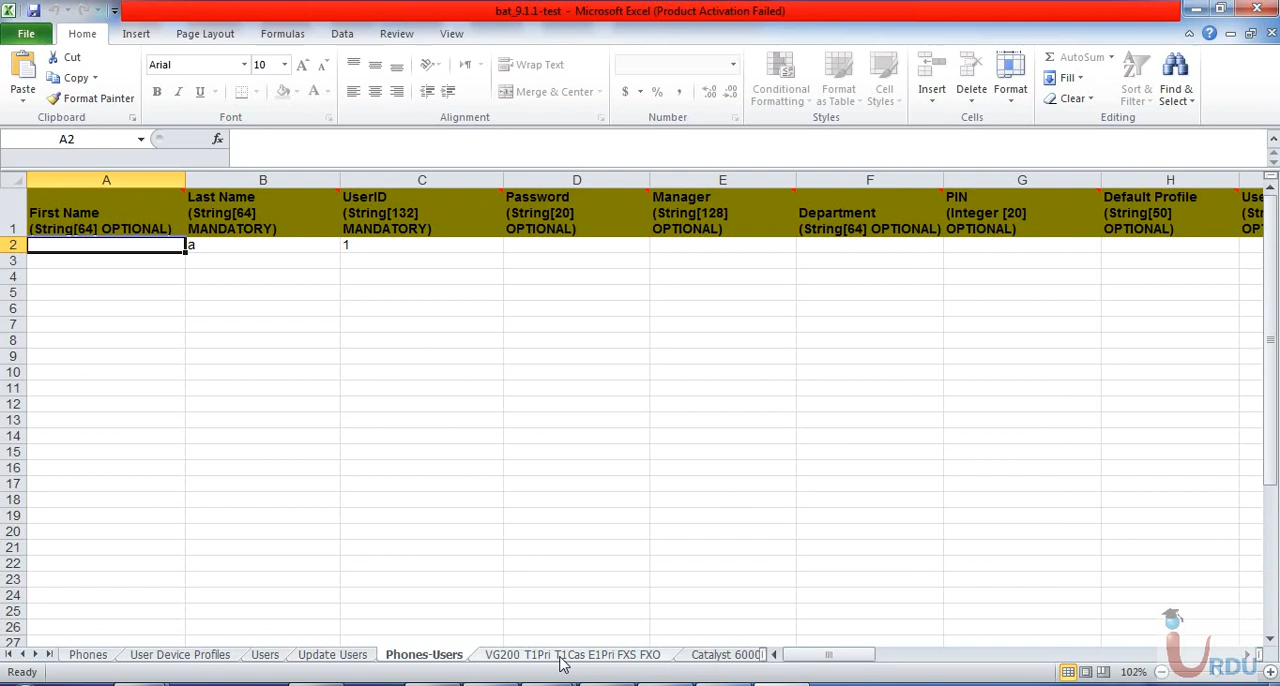 bat_9.1.1-test – Microsoft Excel (Product Activation Failed)
File Home Insert Page Layout Formulas Data Review View
Paste
Cut
Copy
Format Painter
Clipboard
Arial 10
B I U A
Font
Wrap Text
Merge & Center
Alignment
$ % ,
Number
Conditional Formatting
Format as Table
Cell Styles
Styles
Insert Delete Format
Cells
Σ AutoSum
Fill
Clear
Sort & Filter
Find & Select
Editing
A2 fx
A B C D E F G H
1
First Name
(String[64] OPTIONAL)
Last Name
(String[64]
MANDATORY)
UserID
(String[132]
MANDATORY)
Password
(String[20]
OPTIONAL)
Manager
(String[128]
OPTIONAL)
Department
(String[64] OPTIONAL)
PIN
(Integer [20]
OPTIONAL)
Default Profile
(String[50]
OPTIONAL)
Use
(Str
OP
2 a 1
3
4
5
6
7
8
9
10
11
12
13
14
15
16
17
18
19
20
21
22
23
24
25
26
27
Phones User Device Profiles Users Update Users Phones-Users VG200 T1Pri T1Cas E1Pri FXS FXO Catalyst 6000
Ready 102%
URDU